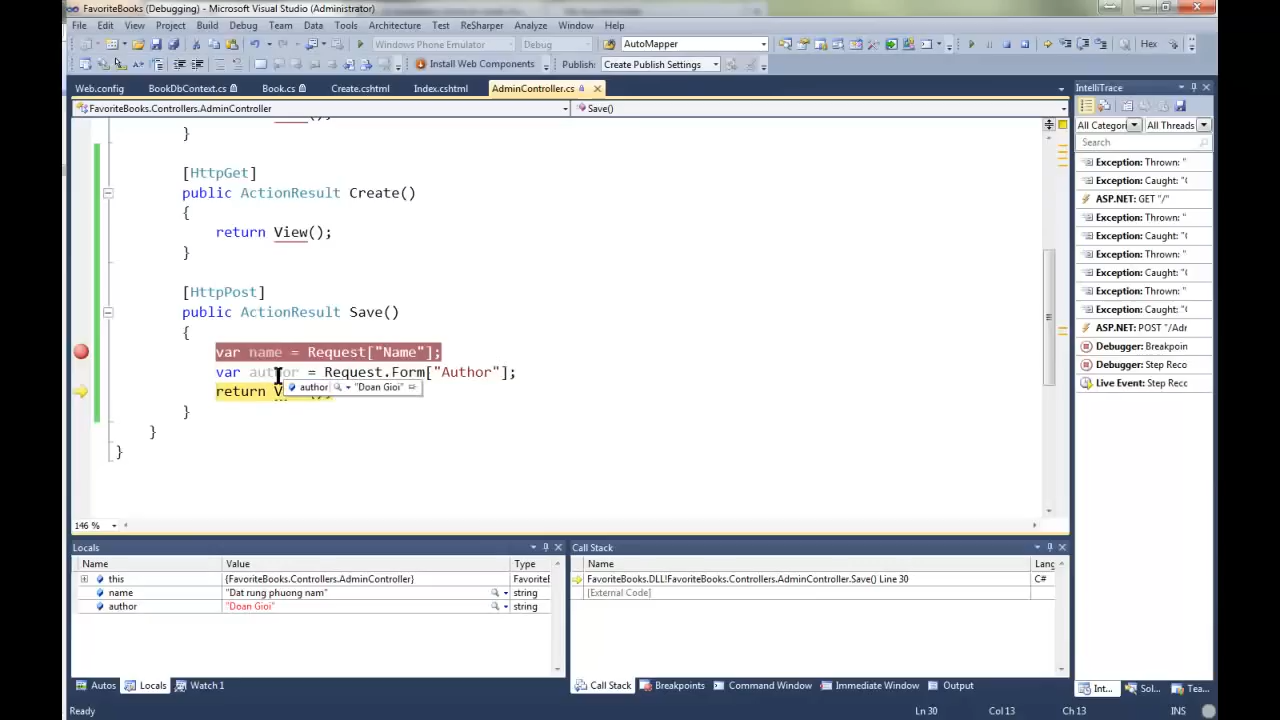 FavoriteBooks (Debugging) - Microsoft Visual Studio (Administrator)
File Edit View Project Build Debug Team Data Tools Architecture Test ReSharper Analyze Window Help
Windows Phone Emulator Debug AutoMapper Hex
Install Web Components Publish: Create Publish Settings
Web.config BookDbContext.cs Book.cs Create.cshtml Index.cshtml AdminController.cs
FavoriteBooks.Controllers.AdminController Save()
}
[HttpGet]
public ActionResult Create()
{
return View();
}
[HttpPost]
public ActionResult Save()
{
var name = Request["Name"];
var author = Request.Form["Author"];
author "Doan Gioi"
return
}
}
}
146 %
IntelliTrace
All Categor All Threads
Search
Exception: Thrown: "
Exception: Caught: "(
ASP.NET: GET "/"
Exception: Thrown: "
Exception: Caught: "(
Exception: Thrown: "
Exception: Caught: "(
Exception: Thrown: "
Exception: Caught: "(
ASP.NET: POST "/Adr
Debugger: Breakpoin
Debugger: Step Reco
Live Event: Step Recc
Locals
Name Value Type
this {FavoriteBooks.Controllers.AdminController} FavoriteE
name "Dat rung phuong nam" string
author "Doan Gioi" string
Autos Locals Watch 1
Call Stack
Name Lang
FavoriteBooks.DLL!FavoriteBooks.Controllers.AdminController.Save() Line 30 C#
[External Code]
Call Stack Breakpoints Command Window Immediate Window Output
Int... Sol... Tea...
Ready Ln 30 Col 13 Ch 13 INS